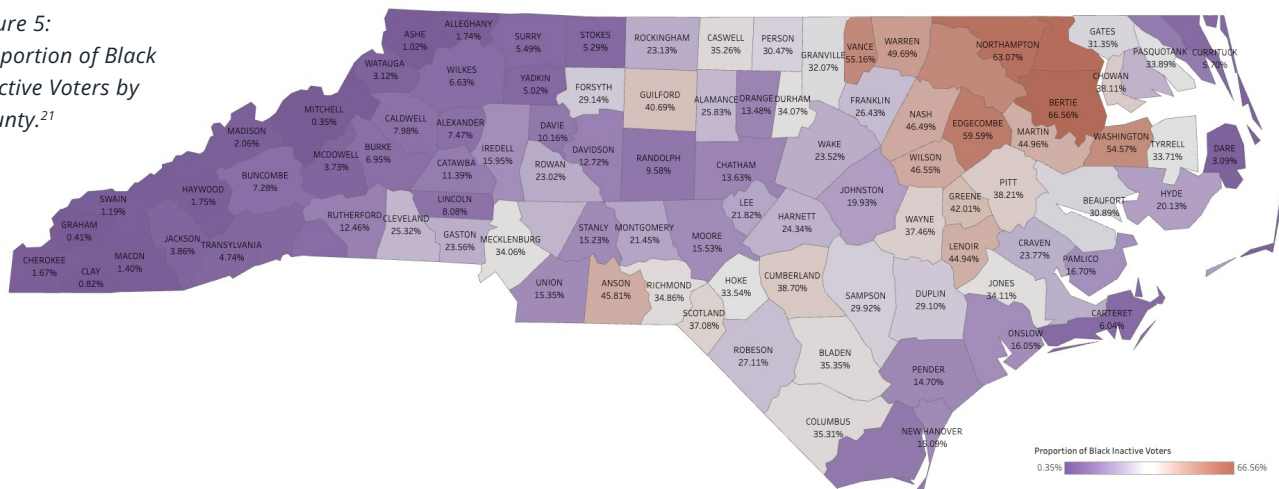 ure 5:
oportion of Black
ctive Voters by
unty.21
ALLEGHANY
1.74%
ASHE
1.02%
SURRY
5.49%
STOKES
5.29%
ROCKINGHAM
23.13%
CASWELL
35.26%
PERSON
30.47%
GRANVILLE
32.07%
VANCE
55.16%
WARREN
49.69%
NORTHAMPTON
63.07%
GATES
31.35%
PASQUOTANK
33.89%
CURRITUCK
5.70%
WATAUGA
3.12%
WILKES
6.63%
YADKIN
5.02%
FORSYTH
29.14%
GUILFORD
40.69%
ALAMANCE
25.83%
ORANGE
13.48%
DURHAM
34.07%
FRANKLIN
26.43%
NASH
46.49%
EDGECOMBE
59.59%
BERTIE
66.56%
CHOWAN
38.11%
MITCHELL
0.35%
CALDWELL
7.98%
ALEXANDER
7.47%
DAVIE
10.16%
MADISON
2.06%
MCDOWELL
3.73%
BURKE
6.95%
IREDELL
15.95%
DAVIDSON
12.72%
RANDOLPH
9.58%
CHATHAM
13.63%
WAKE
23.52%
WILSON
46.55%
MARTIN
44.96%
WASHINGTON
54.57%
TYRRELL
33.71%
DARE
3.09%
BUNCOMBE
7.28%
CATAWBA
11.39%
ROWAN
23.02%
JOHNSTON
19.93%
PITT
38.21%
HYDE
20.13%
HAYWOOD
1.75%
LINCOLN
8.08%
LEE
21.82%
GREENE
42.01%
BEAUFORT
30.89%
SWAIN
1.19%
RUTHERFORD
12.46%
CLEVELAND
25.32%
GASTON
23.56%
MECKLENBURG
34.06%
STANLY
15.23%
MONTGOMERY
21.45%
MOORE
15.53%
HARNETT
24.34%
WAYNE
37.46%
GRAHAM
0.41%
JACKSON
3.86%
TRANSYLVANIA
4.74%
LENOIR
44.94%
CRAVEN
23.77%
PAMLICO
16.70%
CHEROKEE
1.67%
CLAY
0.82%
MACON
1.40%
UNION
15.35%
ANSON
45.81%
RICHMOND
34.86%
HOKE
33.54%
CUMBERLAND
38.70%
SAMPSON
29.92%
DUPLIN
29.10%
JONES
34.11%
SCOTLAND
37.08%
CARTERET
6.04%
ONSLOW
16.05%
ROBESON
27.11%
BLADEN
35.35%
PENDER
14.70%
COLUMBUS
35.31%
NEW HANOVER
Proportion of Black Inactive Voters
0.35%
66.56%